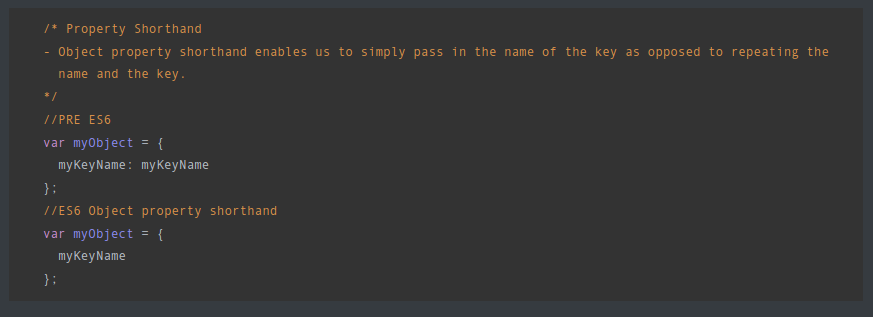 /* Property Shorthand
- Object property shorthand enables us to simply pass in the name of the key as opposed to repeating the
name and the key.
*/
//PRE ES6
var myObject = {
myKeyName: myKeyName
};
//ES6 Object property shorthand
var myObject = {
myKeyName
};